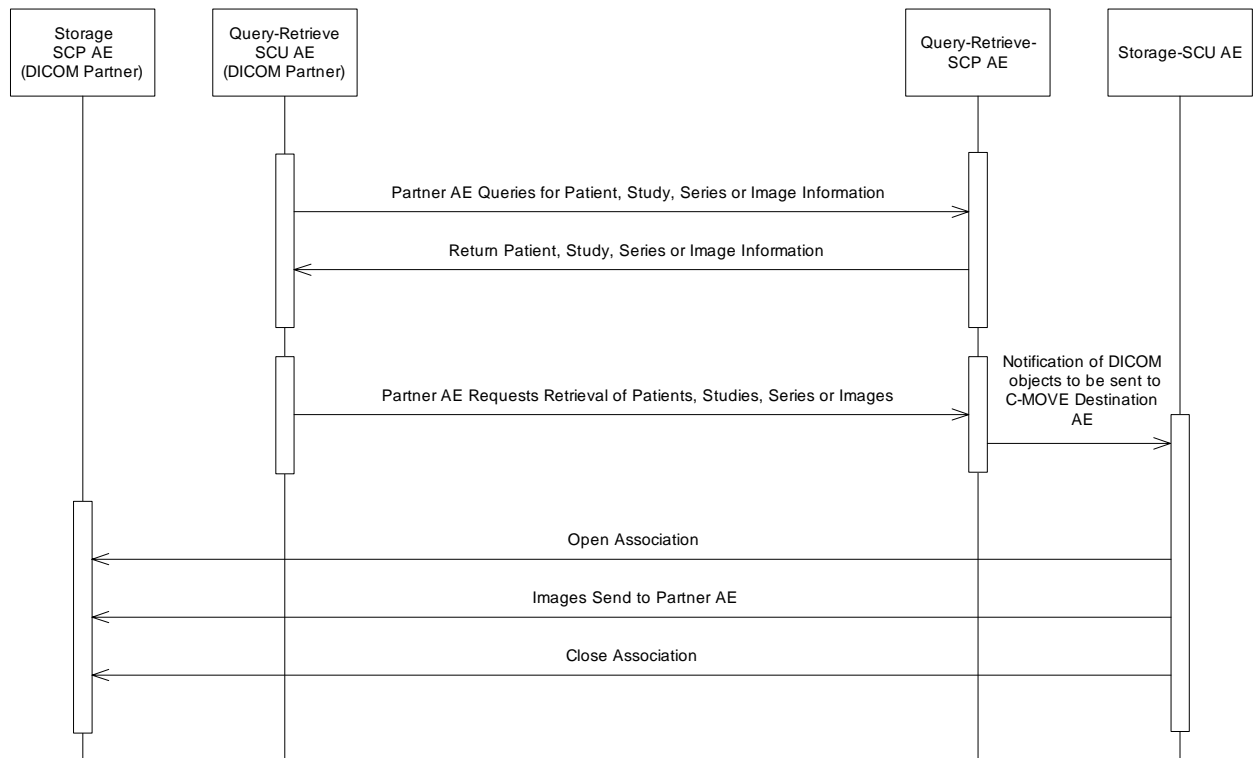 Storage
SCP AE
(DICOM Partner)
Query-Retrieve
SCU AE
(DICOM Partner)
Query-Retrieve-
SCP AE
Storage-SCU AE
Partner AE Queries for Patient, Study, Series or Image Information
Return Patient, Study, Series or Image Information
Notification of DICOM
objects to be sent to
C-MOVE Destination
AE
Partner AE Requests Retrieval of Patients, Studies, Series or Images
Open Association
Images Send to Partner AE
Close Association